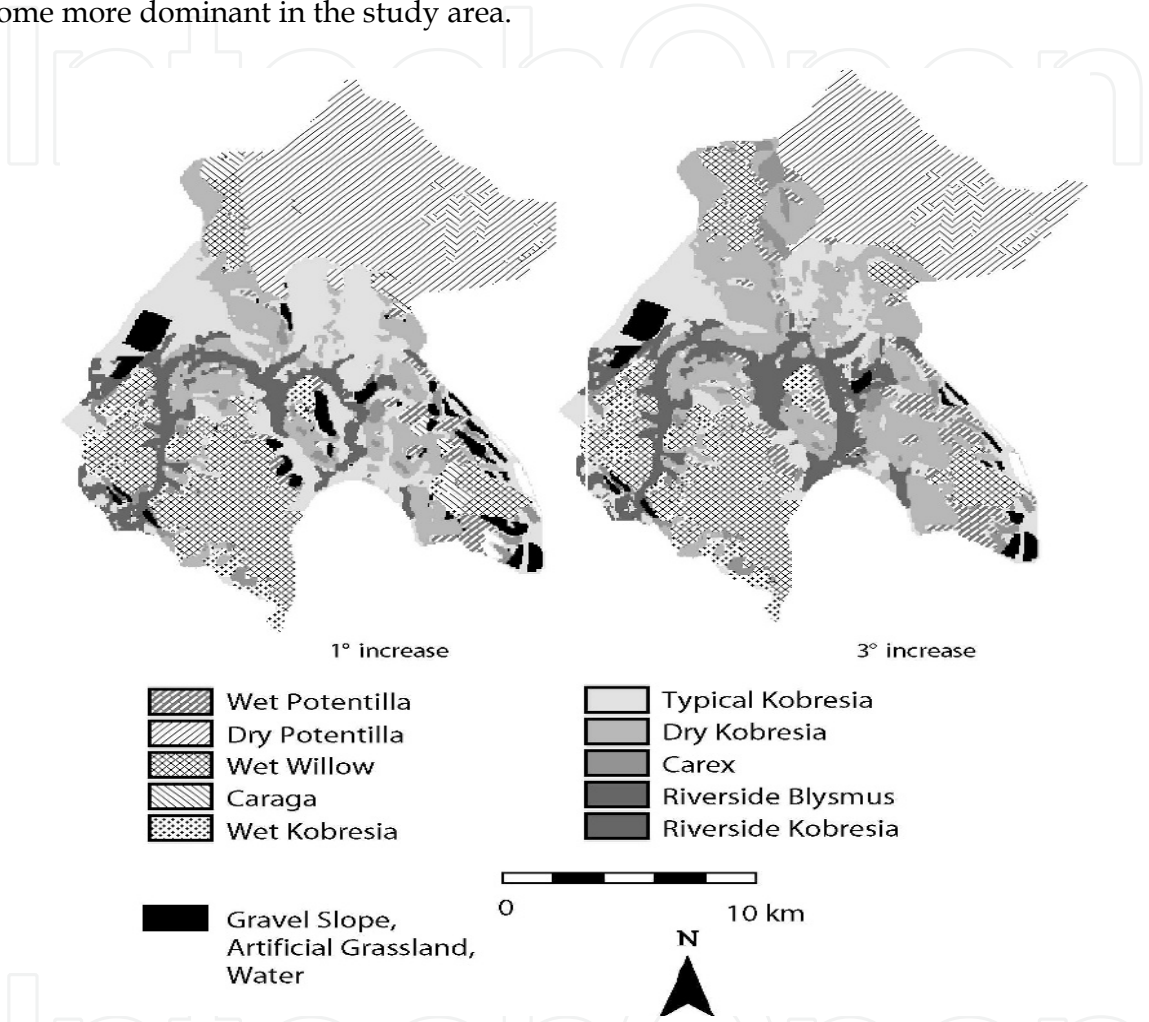 ome more dominant in the study area.
IntechOpen
1° increase
3° increase
Wet Potentilla
Dry Potentilla
Wet Willow
Caraga
Wet Kobresia
Typical Kobresia
Dry Kobresia
Carex
Riverside Blysmus
Riverside Kobresia
Gravel Slope,
Artificial Grassland,
Water
0
10 km
N